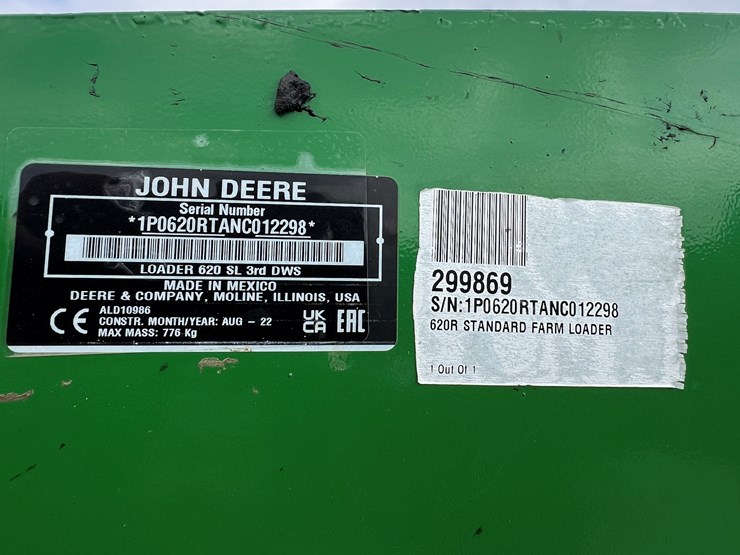 JOHN DEERE
Serial Number
*1P0620RTANC012298*
LOADER 620 SL 3rd DWS
MADE IN MEXICO
DEERE & COMPANY, MOLINE, ILLINOIS, USA
ALD10986
CONSTR. MONTH/YEAR: AUG - 22
MAX MASS: 776 Kg
CE
UK
CA
EAC
299869
S/N:1P0620RTANC012298
620R STANDARD FARM LOADER
1 Out Of 1